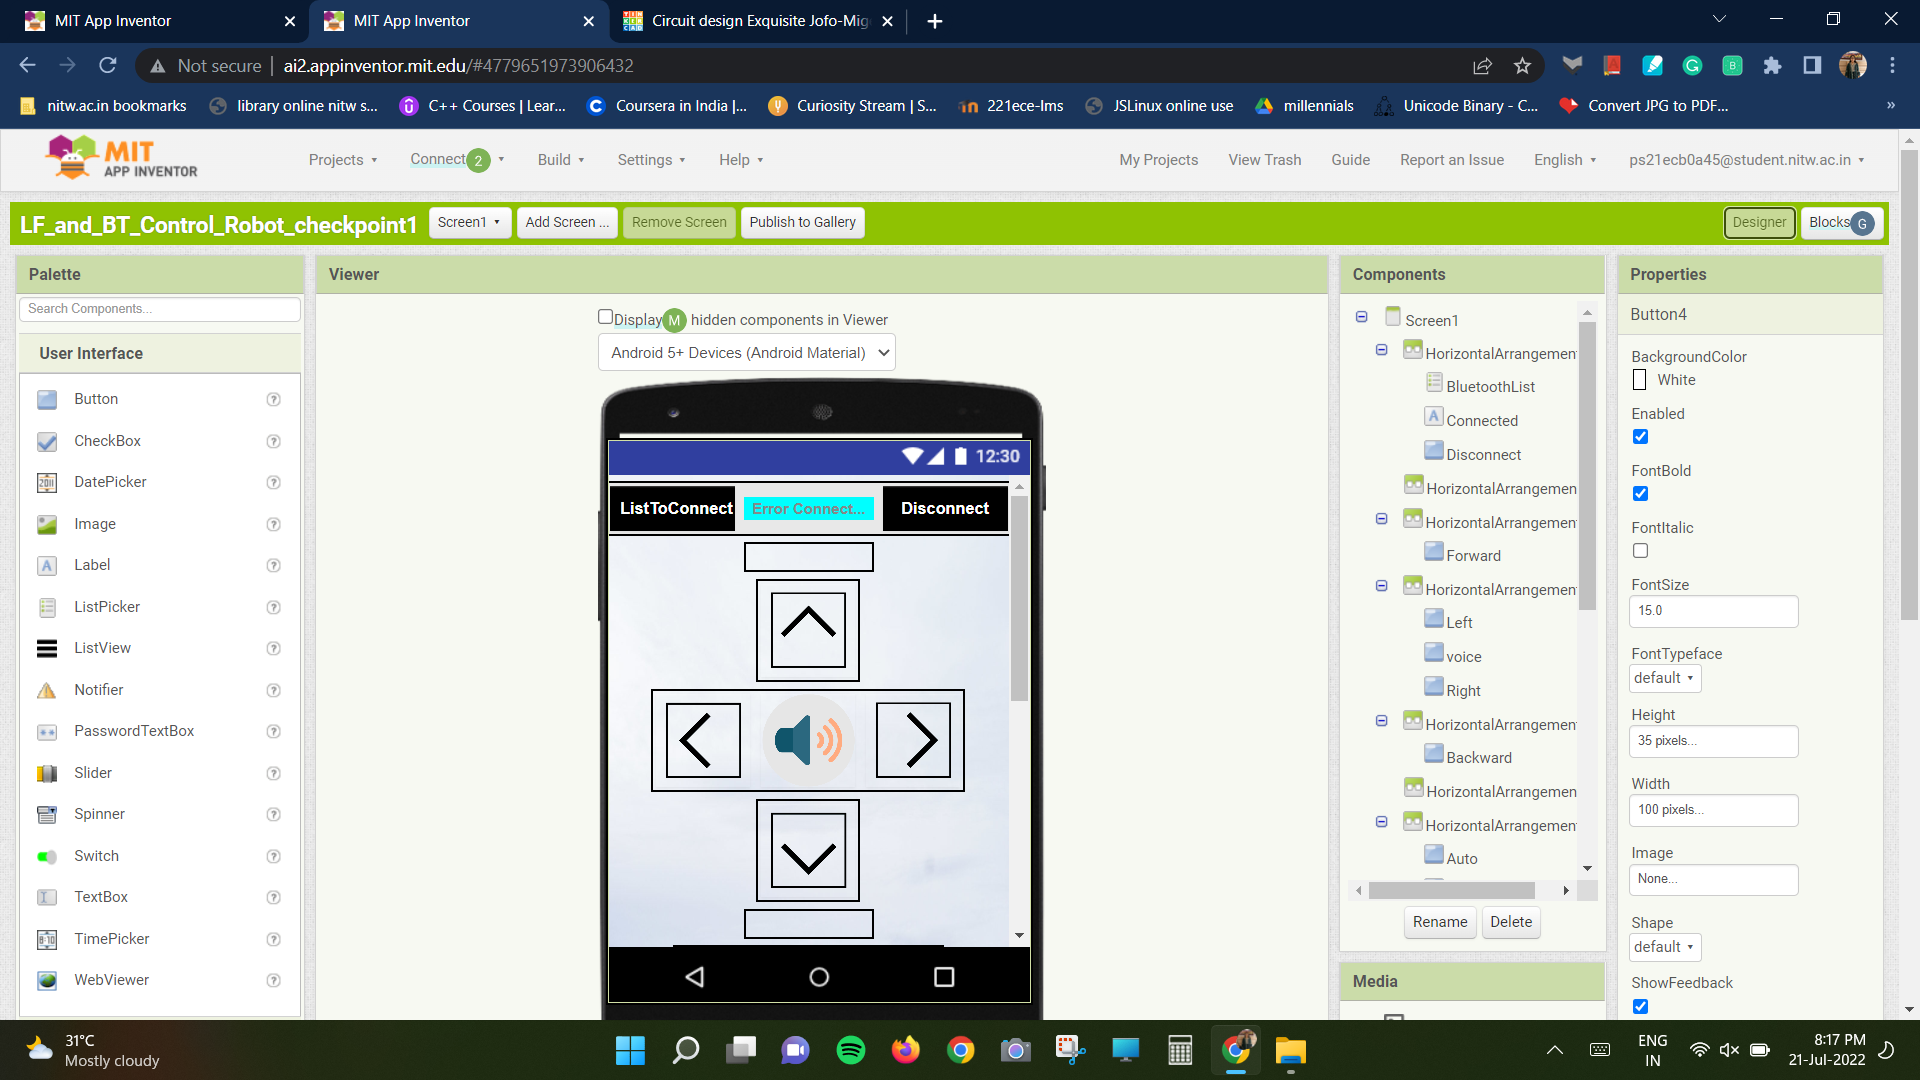 MIT App Inventor
MIT App Inventor
Circuit design Exquisite Jofo-Mig
Not secure | ai2.appinventor.mit.edu/#4779651973906432
nitw.ac.in bookmarks
library online nitw s...
C++ Courses | Lear...
Coursera in India |...
Curiosity Stream | S...
221ece-lms
JSLinux online use
millennials
Unicode Binary - C...
Convert JPG to PDF...
MIT
APP INVENTOR
Projects
Connect 2
Build
Settings
Help
My Projects
View Trash
Guide
Report an Issue
English
ps21ecb0a45@student.nitw.ac.in
LF_and_BT_Control_Robot_checkpoint1
Screen1
Add Screen ...
Remove Screen
Publish to Gallery
Designer
Blocks G
Palette
Search Components...
User Interface
Button
CheckBox
DatePicker
Image
Label
ListPicker
ListView
Notifier
PasswordTextBox
Slider
Spinner
Switch
TextBox
TimePicker
WebViewer
Viewer
Display M hidden components in Viewer
Android 5+ Devices (Android Material)
12:30
ListToConnect
Error Connect...
Disconnect
Components
Screen1
HorizontalArrangemen
BluetoothList
Connected
Disconnect
HorizontalArrangemen
HorizontalArrangemen
Forward
HorizontalArrangemen
Left
voice
Right
HorizontalArrangemen
Backward
HorizontalArrangemen
HorizontalArrangemen
Auto
Rename
Delete
Media
Properties
Button4
BackgroundColor
White
Enabled
FontBold
FontItalic
FontSize
15.0
FontTypeface
default
Height
35 pixels...
Width
100 pixels...
Image
None...
Shape
default
ShowFeedback
31°C
Mostly cloudy
ENG
IN
8:17 PM
21-Jul-2022